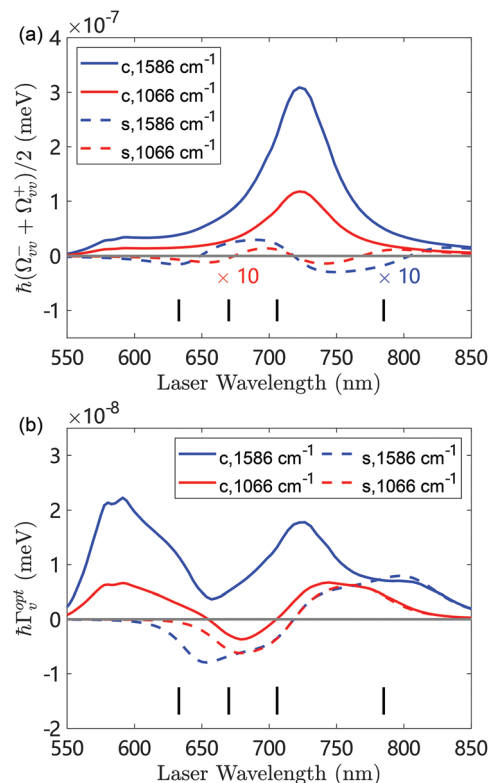 (a)
×10⁻⁷
c,1586 cm⁻¹
c,1066 cm⁻¹
s,1586 cm⁻¹
s,1066 cm⁻¹
ħ(Ω⁻ᵥᵥ + Ω⁺ᵥᵥ)/2 (meV)
4
3
2
1
0
-1
× 10
× 10
550 600 650 700 750 800 850
Laser Wavelength (nm)
(b)
×10⁻⁸
c,1586 cm⁻¹ s,1586 cm⁻¹
c,1066 cm⁻¹ s,1066 cm⁻¹
ħΓᵥᵒᵖᵗ (meV)
4
3
2
1
0
-1
-2
550 600 650 700 750 800 850
Laser Wavelength (nm)